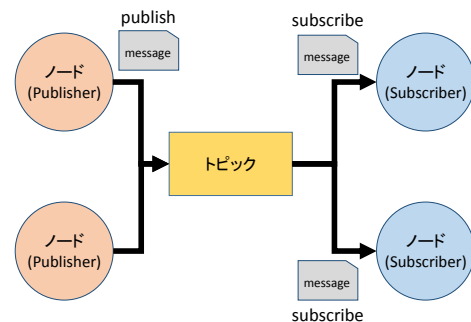 publish
message
subscribe
message
ノード
(Publisher)
ノード
(Subscriber)
トピック
ノード
(Publisher)
ノード
(Subscriber)
message
subscribe